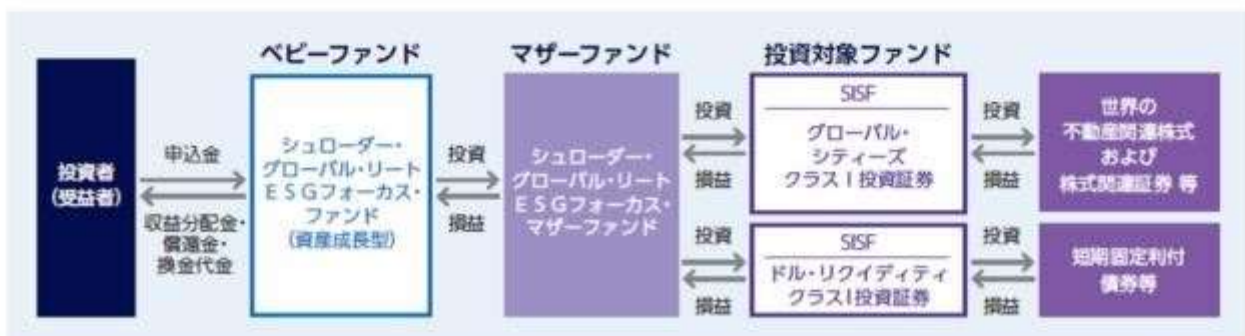 ベビーファンド
マザーファンド
投資対象ファンド
投資者
(受益者)
申込金
収益分配金・
償還金・
換金代金
シュローダー・
グローバル・リート
ESGフォーカス・
ファンド
(資産成長型)
投資
損益
シュローダー・
グローバル・リート
ESGフォーカス・
マザーファンド
投資
損益
SISF
グローバル・
シティーズ
クラスI投資証券
投資
損益
世界の
不動産関連株式
および
株式関連証券 等
投資
損益
SISF
ドル・リクイディティ
クラスI投資証券
投資
損益
短期固定利付
債券等